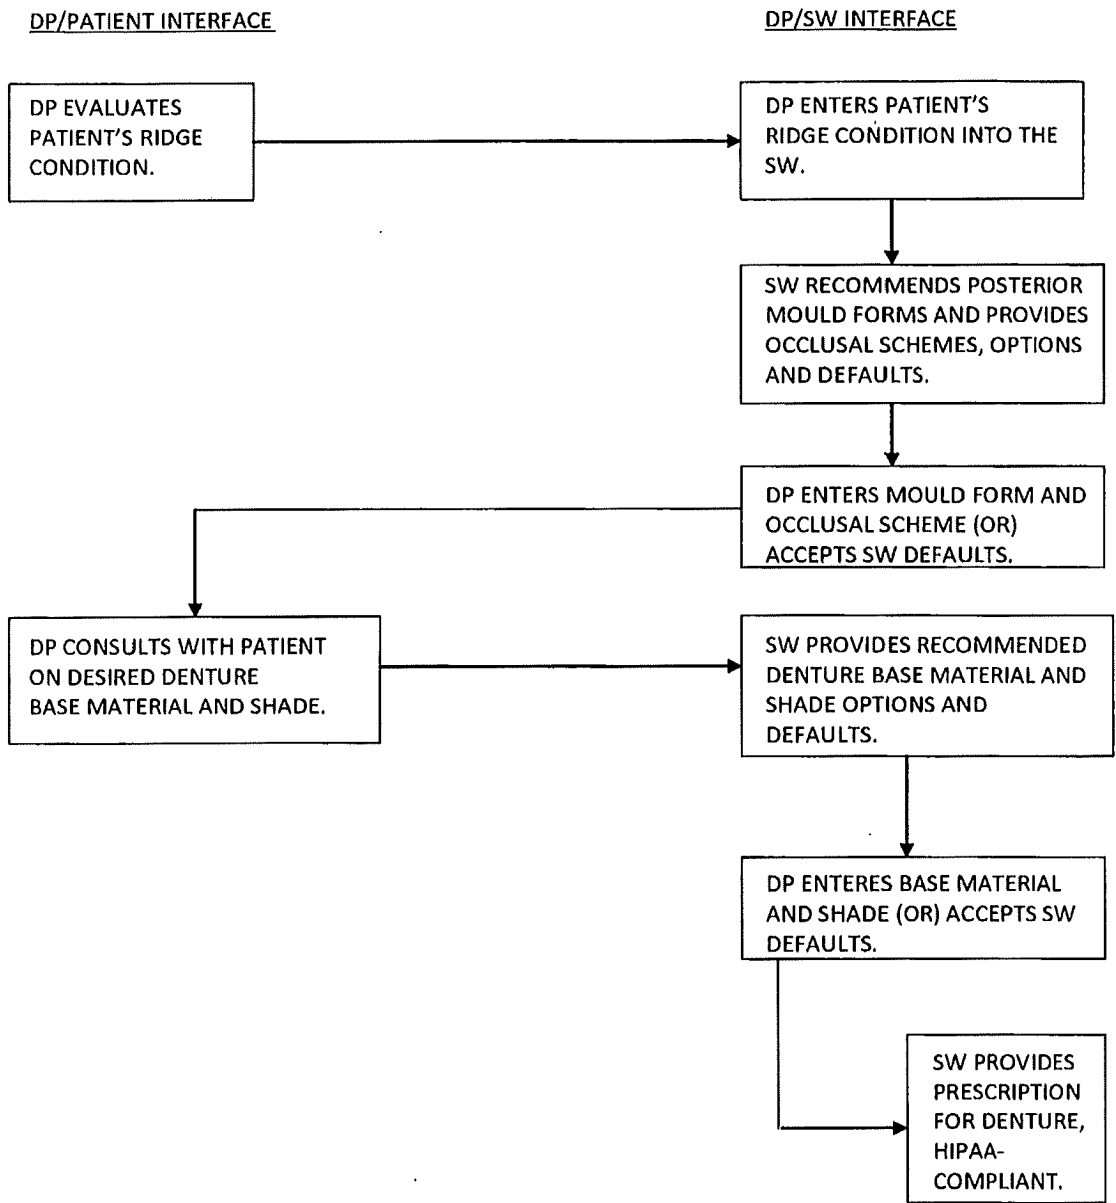 DP/PATIENT INTERFACE
DP/SW INTERFACE
DP EVALUATES
PATIENT'S RIDGE
CONDITION.
DP ENTERS PATIENT'S
RIDGE CONDITION INTO THE
SW.
SW RECOMMENDS POSTERIOR
MOULD FORMS AND PROVIDES
OCCLUSAL SCHEMES, OPTIONS
AND DEFAULTS.
DP ENTERS MOULD FORM AND
OCCLUSAL SCHEME (OR)
ACCEPTS SW DEFAULTS.
DP CONSULTS WITH PATIENT
ON DESIRED DENTURE
BASE MATERIAL AND SHADE.
SW PROVIDES RECOMMENDED
DENTURE BASE MATERIAL AND
SHADE OPTIONS AND
DEFAULTS.
DP ENTERES BASE MATERIAL
AND SHADE (OR) ACCEPTS SW
DEFAULTS.
SW PROVIDES
PRESCRIPTION
FOR DENTURE,
HIPAA-
COMPLIANT.